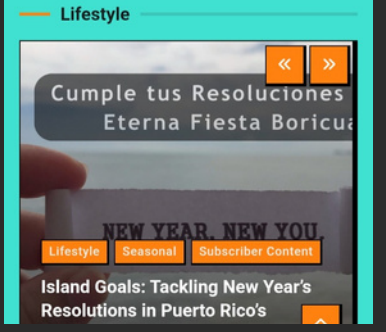 Lifestyle
« »
Cumple tus Resoluciones
Eterna Fiesta Boricua
NEW YEAR, NEW YOU.
Lifestyle Seasonal Subscriber Content
Island Goals: Tackling New Year's
Resolutions in Puerto Rico's